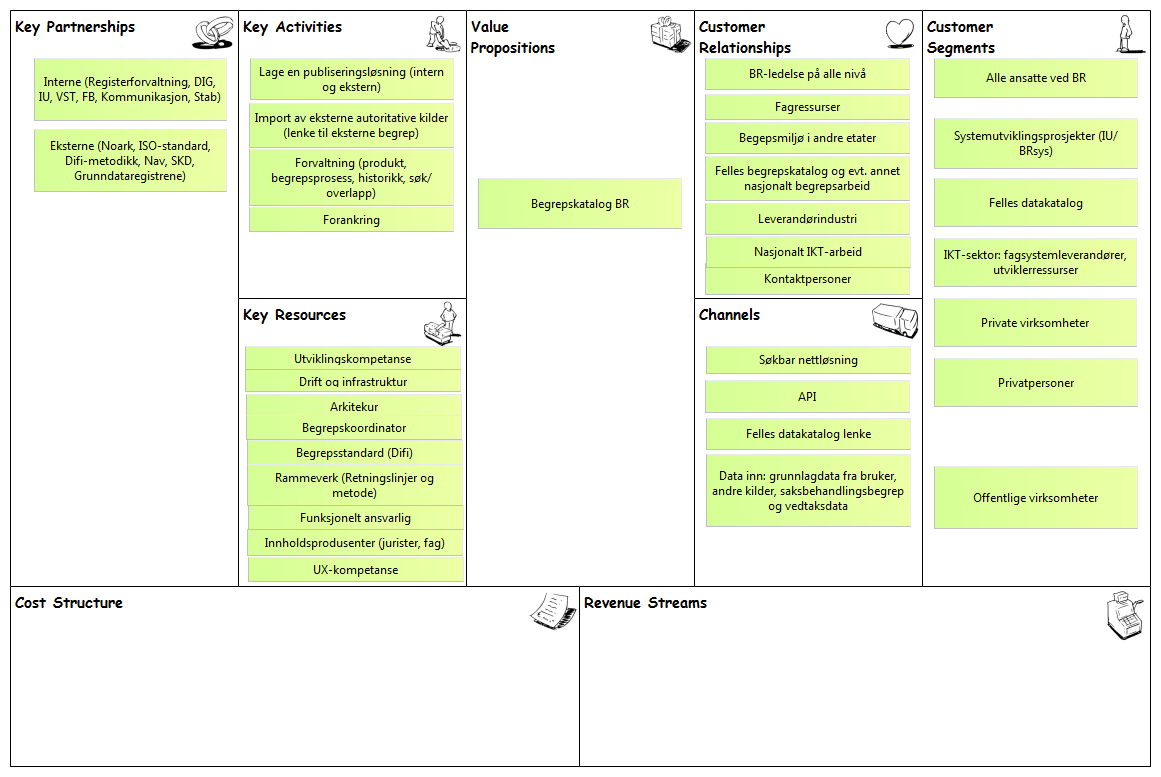 Key Partnerships
Interne (Registerforvaltning, DIG,
IU, VST, FB, Kommunikasjon, Stab)
Eksterne (Noark, ISO-standard,
Difi-metodikk, Nav, SKD,
Grunndataregistrene)
Key Activities
Lage en publiseringsløsning (intern
og ekstern)
Import av eksterne autoritative kilder
(lenke til eksterne begrep)
Forvaltning (produkt,
begrepsprosess, historikk, søk/
overlapp)
Forankring
Key Resources
Utviklingskompetanse
Drift og infrastruktur
Arkitekur
Begrepskoordinator
Begrepsstandard (Difi)
Rammeverk (Retningslinjer og
metode)
Funksjonelt ansvarlig
Innholdsprodusenter (jurister, fag)
UX-kompetanse
Value
Propositions
Begrepskatalog BR
Customer
Relationships
BR-ledelse på alle nivå
Fagressurser
Begepsmiljø i andre etater
Felles begrepskatalog og evt. annet
nasjonalt begrepsarbeid
Leverandørindustri
Nasjonalt IKT-arbeid
Kontaktpersoner
Channels
Søkbar nettløsning
API
Felles datakatalog lenke
Data inn: grunnlagdata fra bruker,
andre kilder, saksbehandlingsbegrep
og vedtaksdata
Customer
Segments
Alle ansatte ved BR
Systemutviklingsprosjekter (IU/
BRsys)
Felles datakatalog
IKT-sektor: fagsystemleverandører,
utviklerressurser
Private virksomheter
Privatpersoner
Offentlige virksomheter
Cost Structure
Revenue Streams